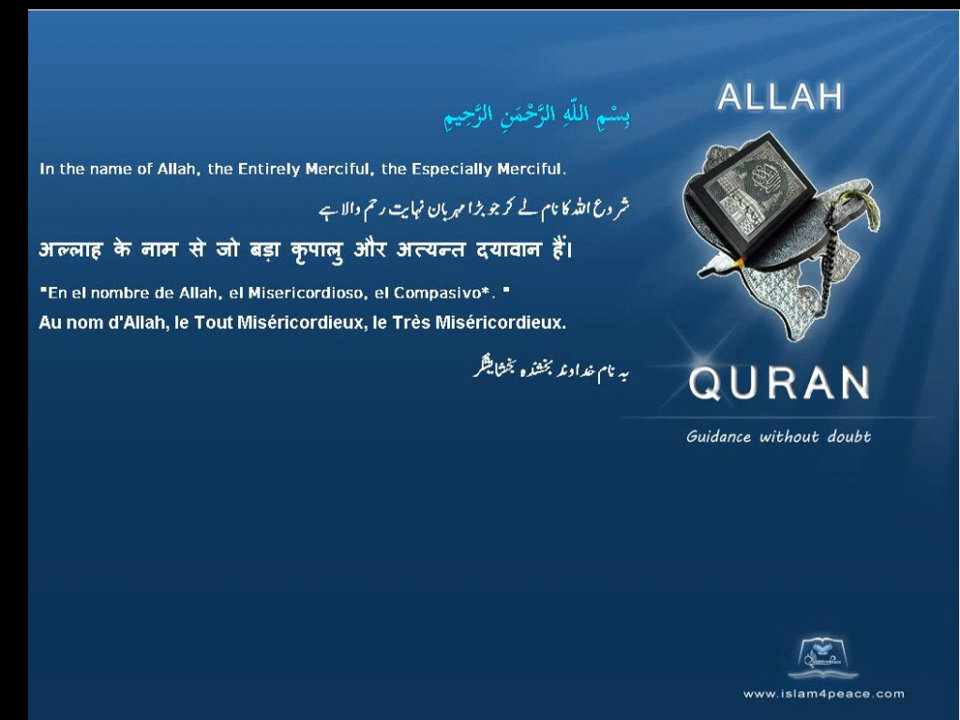 بِسْمِ اللّهِ الرَّحْمَنِ الرَّحِيمِ
In the name of Allah, the Entirely Merciful, the Especially Merciful.
شروع اللہ کا نام لے کر جو بڑا مہربان نہایت رحم والا ہے
अल्लाह के नाम से जो बड़ा कृपालु और अत्यन्त दयावान हैं।
"En el nombre de Allah, el Misericordioso, el Compasivo*. "
Au nom d'Allah, le Tout Miséricordieux, le Très Miséricordieux.
به نام خداوند بخشنده بخشایشگر
ALLAH
QURAN
Guidance without doubt
www.islam4peace.com